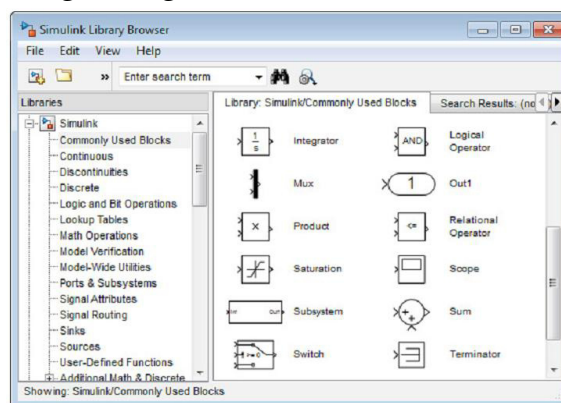 Simulink Library Browser
File Edit View Help
» Enter search term
Libraries
Library: Simulink/Commonly Used Blocks Search Results: (no
Simulink
Commonly Used Blocks
Continuous
Discontinuities
Discrete
Logic and Bit Operations
Lookup Tables
Math Operations
Model Verification
Model-Wide Utilities
Ports & Subsystems
Signal Attributes
Signal Routing
Sinks
Sources
User-Defined Functions
Additional Math & Discrete
1
s
Integrator
AND
Logical
Operator
Mux
1
Out1
×
Product
<=
Relational
Operator
Saturation
Scope
Subsystem
+
+
Sum
Switch
Terminator
Showing: Simulink/Commonly Used Blocks